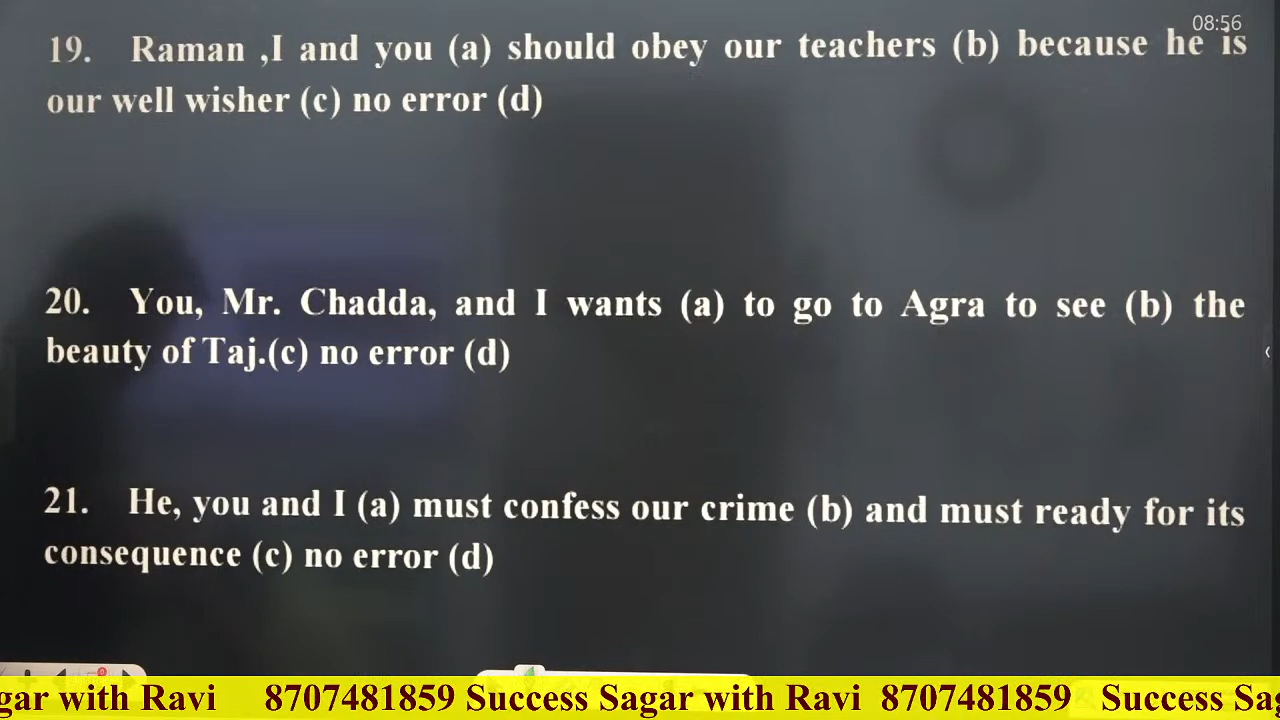 08:56
19. Raman ,I and you (a) should obey our teachers (b) because he is
our well wisher (c) no error (d)
20. You, Mr. Chadda, and I wants (a) to go to Agra to see (b) the
beauty of Taj.(c) no error (d)
21. He, you and I (a) must confess our crime (b) and must ready for its
consequence (c) no error (d)
gar with Ravi 8707481859 Success Sagar with Ravi 8707481859 Success Sag